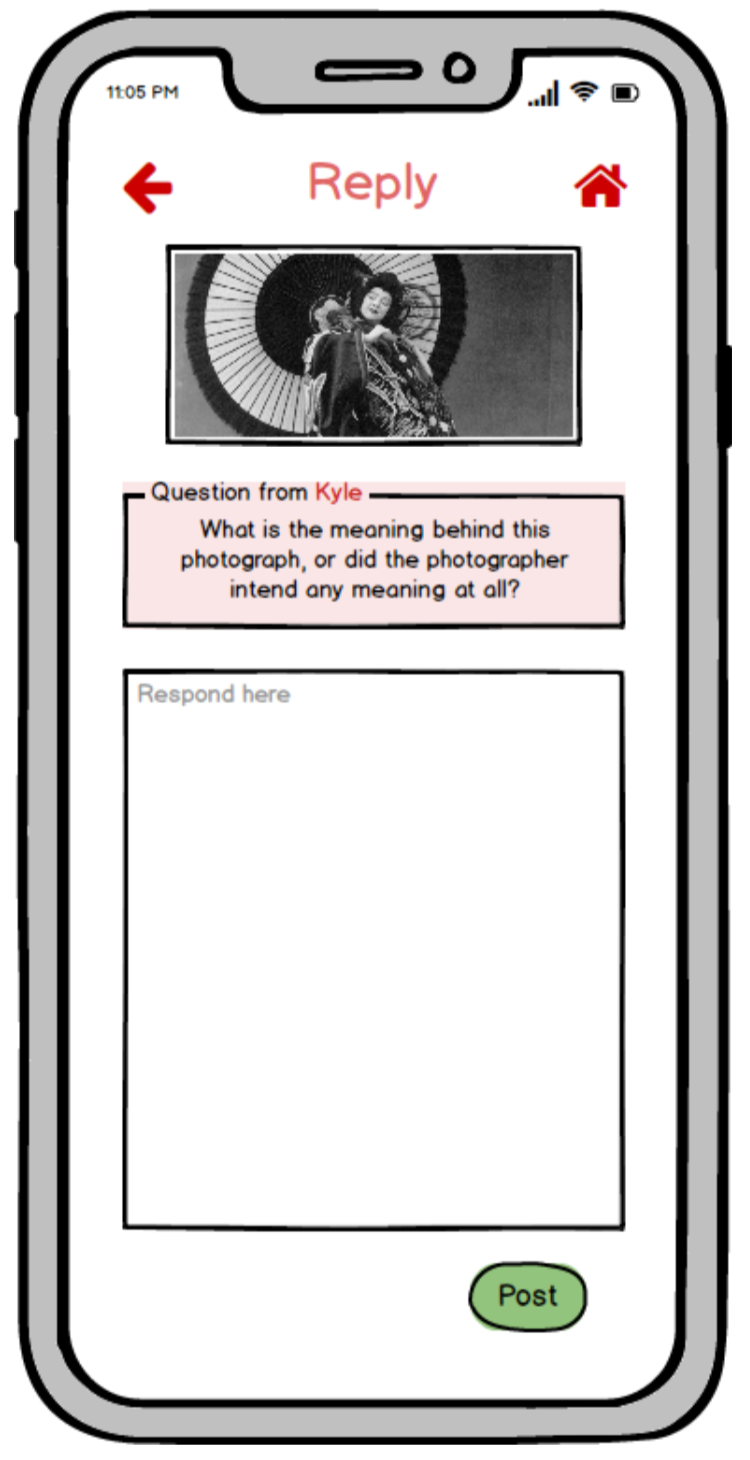 11:05 PM
Reply
Question from Kyle
What is the meaning behind this
photograph, or did the photographer
intend any meaning at all?
Respond here
Post